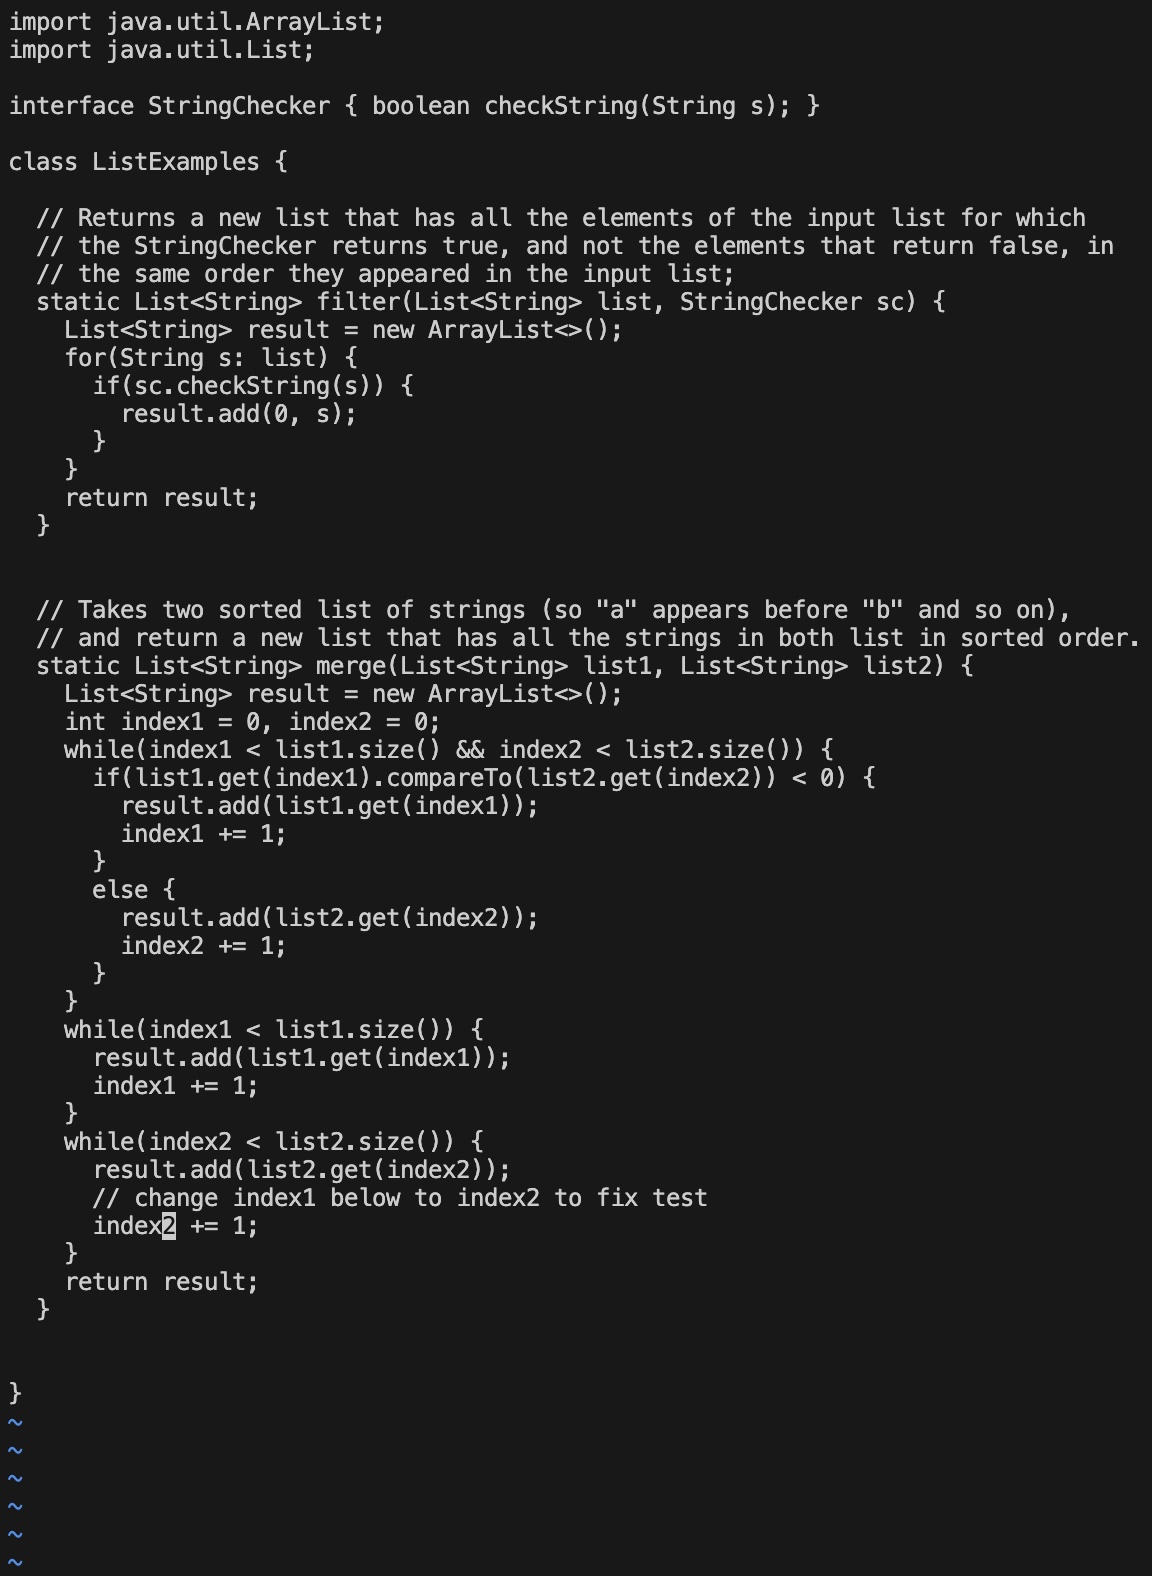 import java.util.ArrayList;
import java.util.List;

interface StringChecker { boolean checkString(String s); }

class ListExamples {

  // Returns a new list that has all the elements of the input list for which
  // the StringChecker returns true, and not the elements that return false, in
  // the same order they appeared in the input list;
  static List<String> filter(List<String> list, StringChecker sc) {
    List<String> result = new ArrayList<>();
    for(String s: list) {
      if(sc.checkString(s)) {
        result.add(0, s);
      }
    }
    return result;
  }


  // Takes two sorted list of strings (so "a" appears before "b" and so on),
  // and return a new list that has all the strings in both list in sorted order.
  static List<String> merge(List<String> list1, List<String> list2) {
    List<String> result = new ArrayList<>();
    int index1 = 0, index2 = 0;
    while(index1 < list1.size() && index2 < list2.size()) {
      if(list1.get(index1).compareTo(list2.get(index2)) < 0) {
        result.add(list1.get(index1));
        index1 += 1;
      }
      else {
        result.add(list2.get(index2));
        index2 += 1;
      }
    }
    while(index1 < list1.size()) {
      result.add(list1.get(index1));
      index1 += 1;
    }
    while(index2 < list2.size()) {
      result.add(list2.get(index2));
      // change index1 below to index2 to fix test
      index2 += 1;
    }
    return result;
  }


}
~
~
~
~
~
~